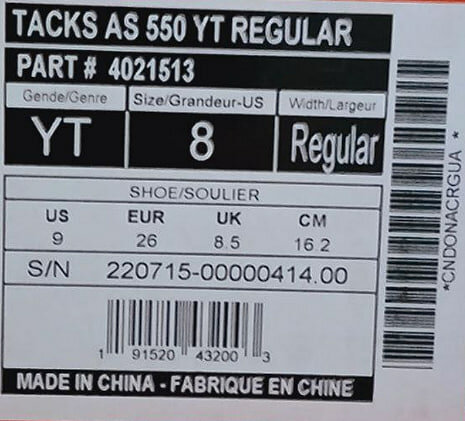 TACKS AS 550 YT REGULAR
PART # 4021513
Gende/Genre Size/Grandeur-US Width/Largeur
YT 8 Regular
SHOE/SOULIER
US EUR UK CM
9 26 8.5 16.2
S/N 220715-00000414.00
1 91520 43200 3
MADE IN CHINA - FABRIQUE EN CHINE
*CNDONACRGUA *